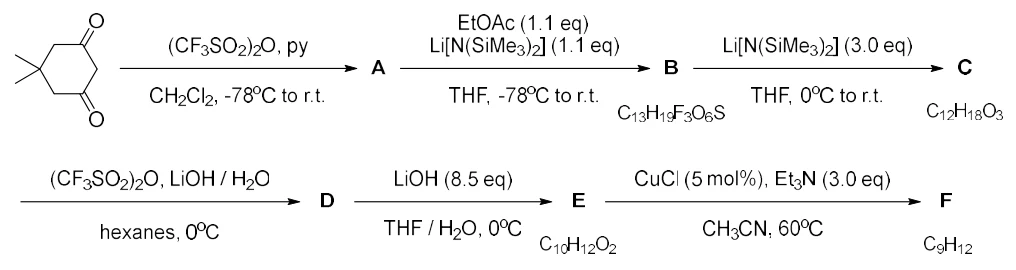 O
O
(CF3SO2)2O, py
CH2Cl2, -78ºC to r.t.
A
EtOAc (1.1 eq)
Li[N(SiMe3)2] (1.1 eq)
THF, -78ºC to r.t.
B
C13H19F3O6S
Li[N(SiMe3)2] (3.0 eq)
THF, 0ºC to r.t.
C
C12H18O3
(CF3SO2)2O, LiOH / H2O
hexanes, 0ºC
D
LiOH (8.5 eq)
THF / H2O, 0ºC
E
C10H12O2
CuCl (5 mol%), Et3N (3.0 eq)
CH3CN, 60ºC
F
C9H12